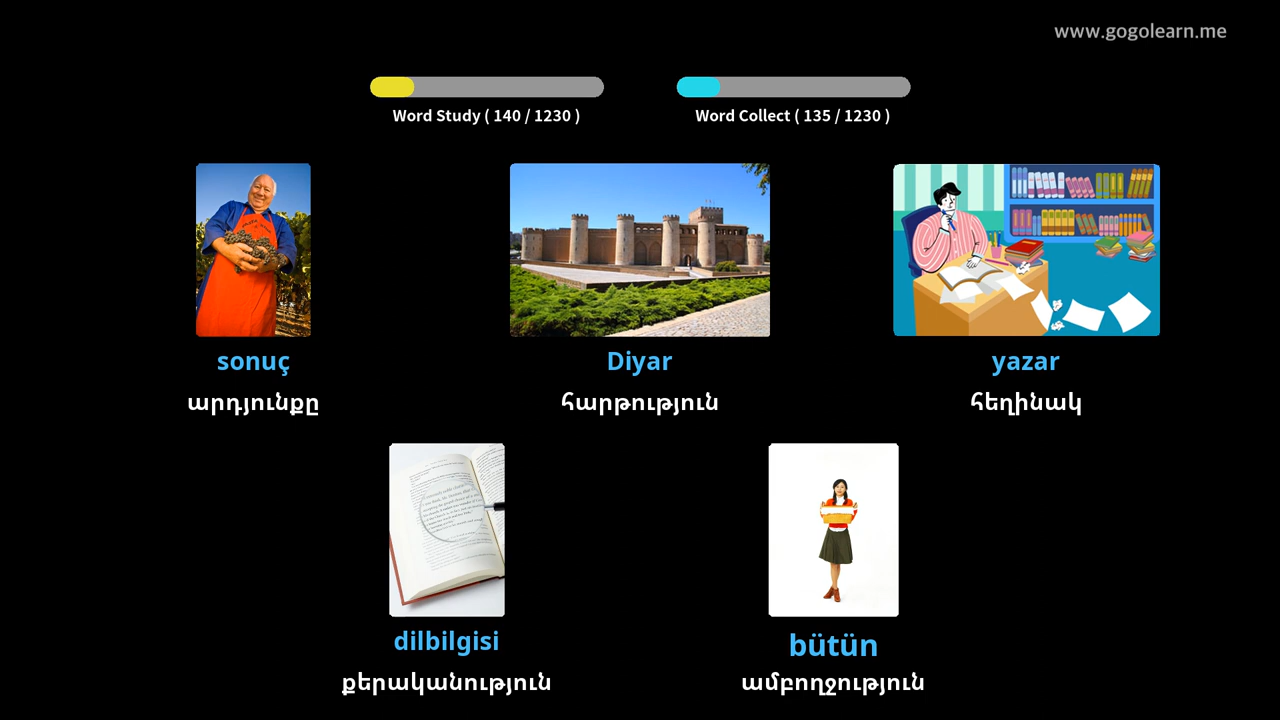 www.gogolearn.me
Word Study ( 140 / 1230 )
Word Collect ( 135 / 1230 )
sonuç
Diyar
yazar
արդյունքը
հարթություն
հեղինակ
dilbilgisi
bütün
քերականություն
ամբողջություն